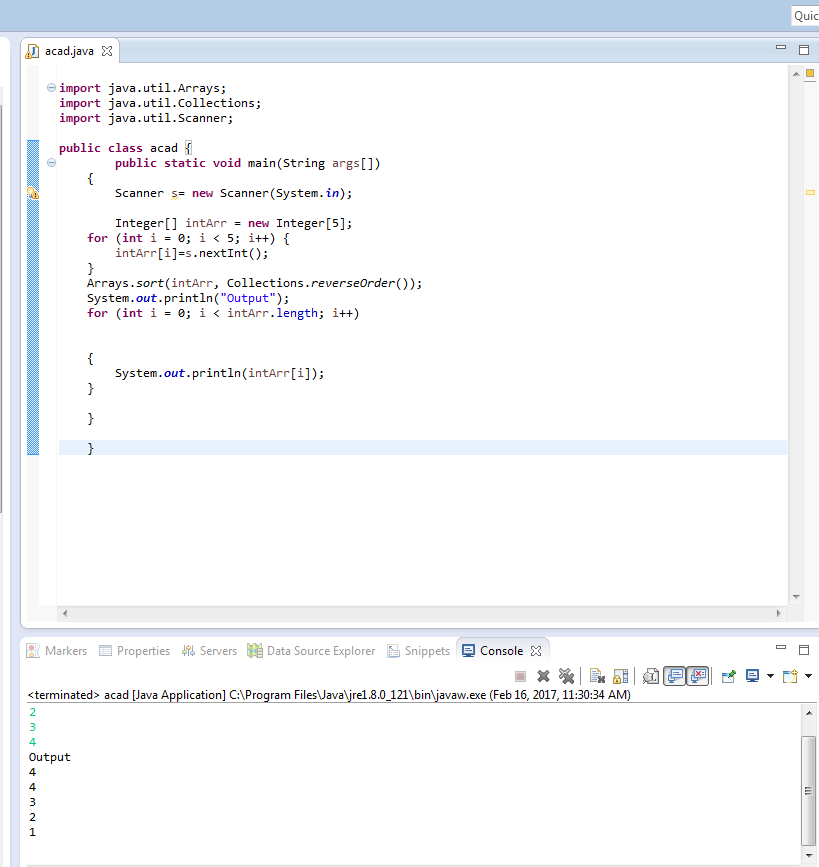 Quic
acad.java
import java.util.Arrays;
import java.util.Collections;
import java.util.Scanner;
public class acad {
public static void main(String args[])
{
Scanner s= new Scanner(System.in);
Integer[] intArr = new Integer[5];
for (int i = 0; i < 5; i++) {
intArr[i]=s.nextInt();
}
Arrays.sort(intArr, Collections.reverseOrder());
System.out.println("Output");
for (int i = 0; i < intArr.length; i++)
{
System.out.println(intArr[i]);
}
}
}
Markers Properties Servers Data Source Explorer Snippets Console
<terminated> acad [Java Application] C:\Program Files\Java\jre1.8.0_121\bin\javaw.exe (Feb 16, 2017, 11:30:34 AM)
2
3
4
Output
4
4
3
2
1